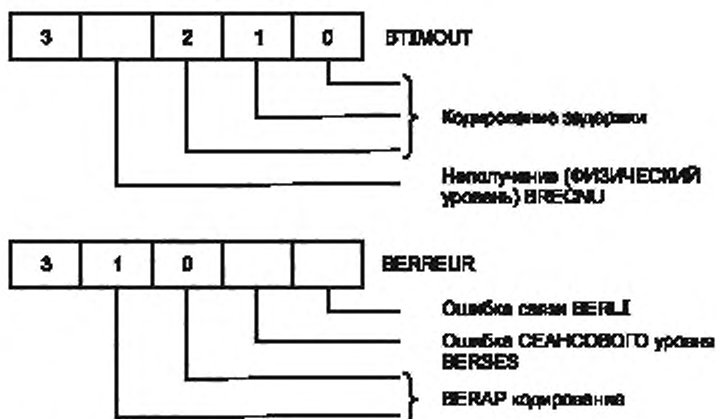 3 2 1 0 BTIMOUT
Кодирование задержки
Неполучение (ФИЗИЧЕСКИЙ
уровень) BRECNU
3 1 0 BERREUR
Ошибка связи BERLI
Ошибка СЕАНСОВОГО уровня
BERSES
BERAP кодирование